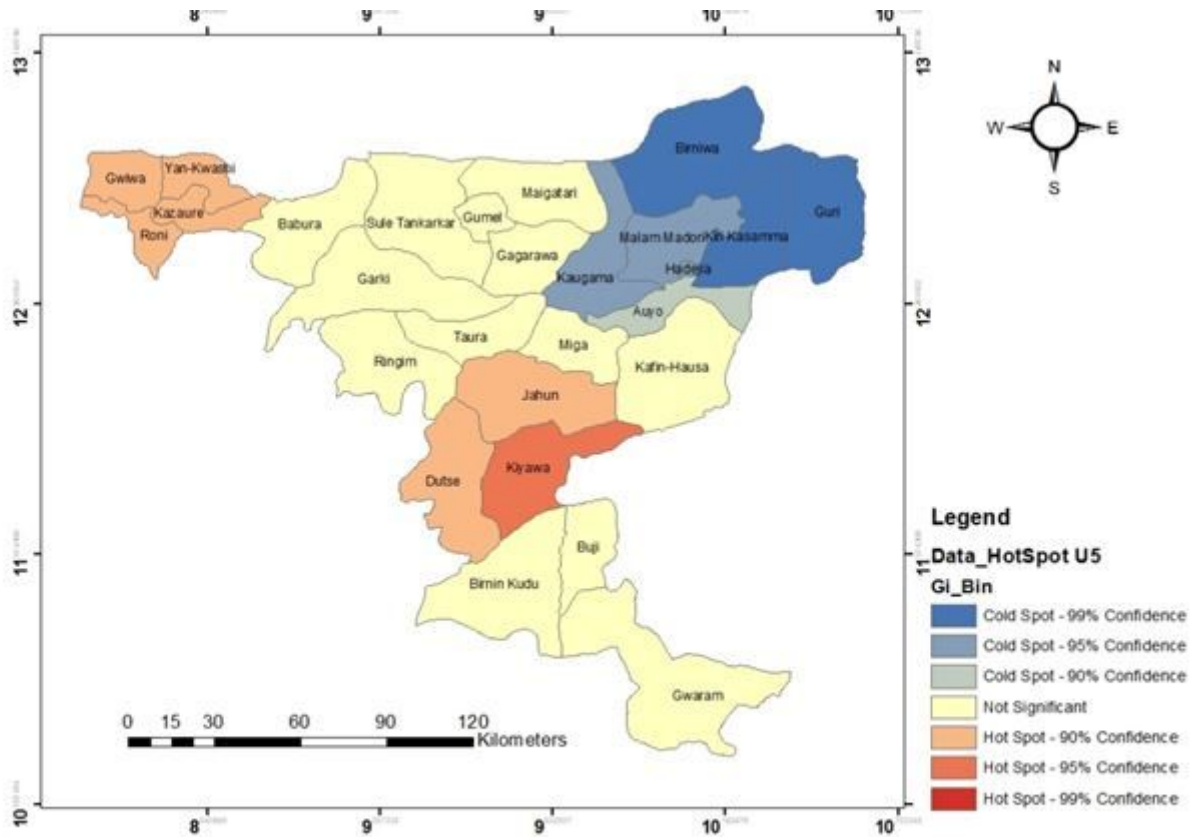 8 9 9 10 10
N
13 13
W E
S
Birniwa
Yan-Kwashi
Gwiwa
Maigatari
Kazaure
Guri
Gumel
Babura
Sule Tankarkar
Roni
Malam Madori
Kin-Kasamma
Gagarawa
Hadejia
Kaugama
Garki
12 12
Auyo
Taura
Miga
Ringim
Kafin-Hausa
Jahun
Kiyawa
Dutse
Legend
Buji
11 11
Data_HotSpot U5
Birnin Kudu
Gi_Bin
Cold Spot - 99% Confidence
Cold Spot - 95% Confidence
Cold Spot - 90% Confidence
Gwaram
Not Significant
0 15 30 60 90 120
Kilometers
Hot Spot - 90% Confidence
Hot Spot - 95% Confidence
Hot Spot - 99% Confidence
10 10
8 9 9 10 10